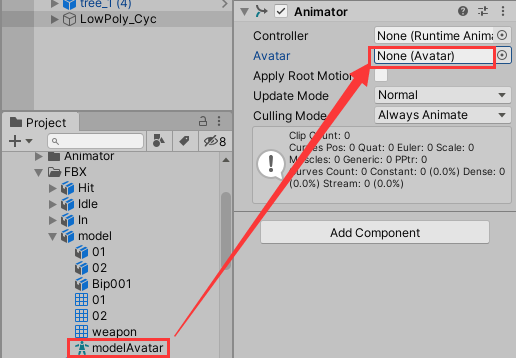 tree_1 (4)
LowPoly_Cyc
Project
8
Animator
FBX
Hit
Idle
In
model
01
02
Bip001
01
02
weapon
modelAvatar
Animator
Controller
None (Runtime Anima
Avatar
None (Avatar)
Apply Root Motion
Update Mode
Normal
Culling Mode
Always Animate
Clip Count: 0
Curves Pos: 0 Quat: 0 Euler: 0 Scale: 0
Muscles: 0 Generic: 0 PPtr: 0
Curves Count: 0 Constant: 0 (0.0%) Dense: 0
(0.0%) Stream: 0 (0.0%)
Add Component